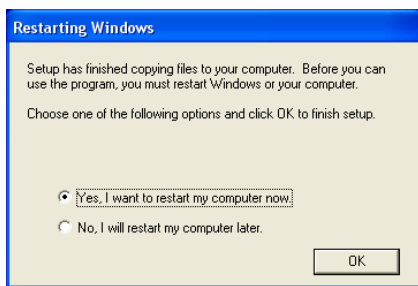 Restarting Windows
Setup has finished copying files to your computer. Before you can
use the program, you must restart Windows or your computer.
Choose one of the following options and click OK to finish setup.
Yes, I want to restart my computer now.
No, I will restart my computer later.
OK